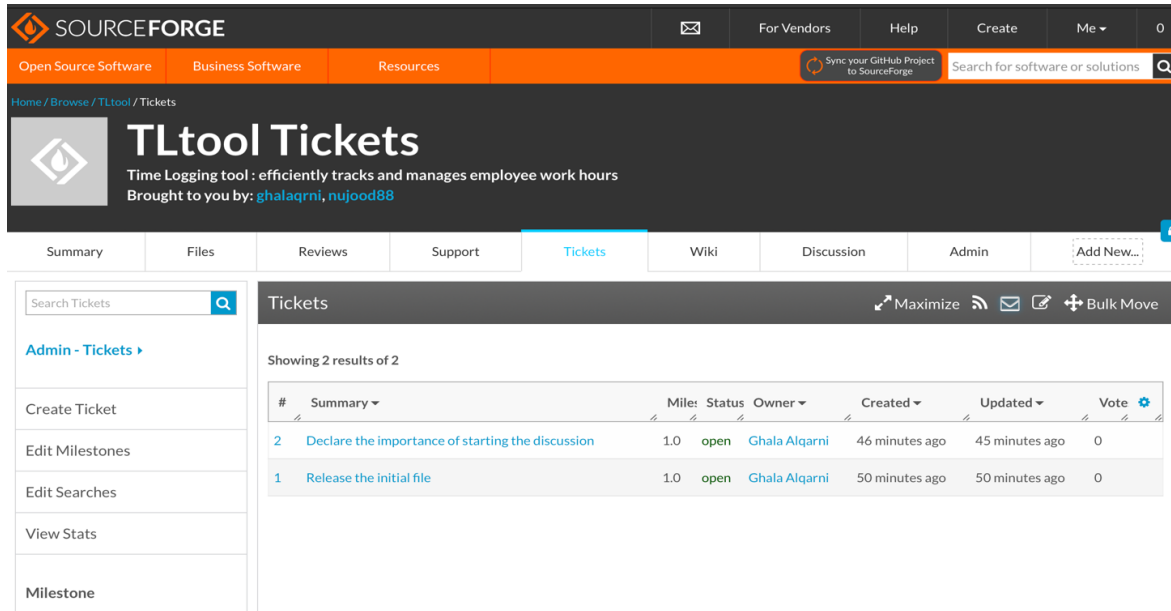 SOURCEFORGE
For Vendors
Help
Create
Me
0
Open Source Software
Business Software
Resources
Sync your GitHub Project
to SourceForge
Search for software or solutions
Home / Browse / TLtool / Tickets
TLtool Tickets
Time Logging tool : efficiently tracks and manages employee work hours
Brought to you by: ghalaqrni, nujood88
Summary
Files
Reviews
Support
Tickets
Wiki
Discussion
Admin
Add New...
Search Tickets
Admin - Tickets
Create Ticket
Edit Milestones
Edit Searches
View Stats
Milestone
Tickets
Maximize
Bulk Move
Showing 2 results of 2
# Summary Miles Status Owner Created Updated Vote
2 Declare the importance of starting the discussion 1.0 open Ghala Alqarni 46 minutes ago 45 minutes ago 0
1 Release the initial file 1.0 open Ghala Alqarni 50 minutes ago 50 minutes ago 0